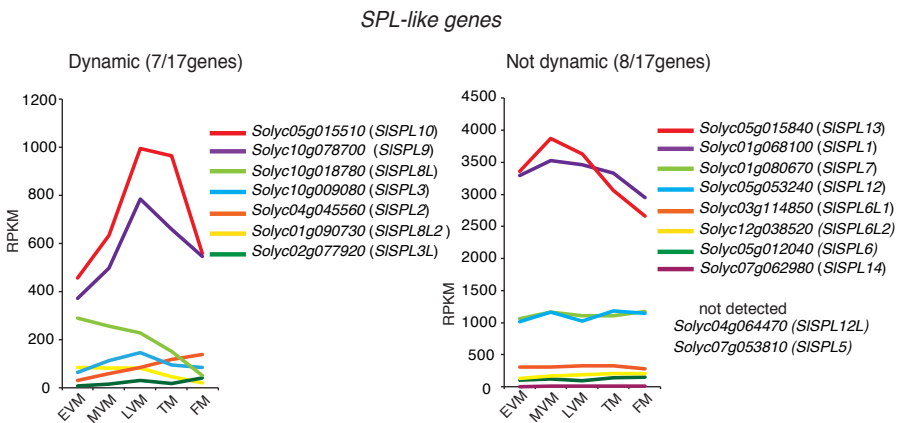 SPL-like genes
Dynamic (7/17genes)
1200
1000
800
600
400
200
0
RPKM
EVM
MVM
LVM
TM
FM
Solyc05g015510 (SlSPL10)
Solyc10g078700 (SlSPL9)
Solyc10g018780 (SlSPL8L)
Solyc10g009080 (SlSPL3)
Solyc04g045560 (SlSPL2)
Solyc01g090730 (SlSPL8L2 )
Solyc02g077920 (SlSPL3L)
Not dynamic (8/17genes)
4500
4000
3500
3000
2500
2000
1500
1000
500
0
RPKM
EVM
MVM
LVM
TM
FM
Solyc05g015840 (SlSPL13)
Solyc01g068100 (SlSPL1)
Solyc01g080670 (SlSPL7)
Solyc05g053240 (SlSPL12)
Solyc03g114850 (SlSPL6L1)
Solyc12g038520 (SlSPL6L2)
Solyc05g012040 (SlSPL6)
Solyc07g062980 (SlSPL14)
not detected
Solyc04g064470 (SlSPL12L)
Solyc07g053810 (SlSPL5)